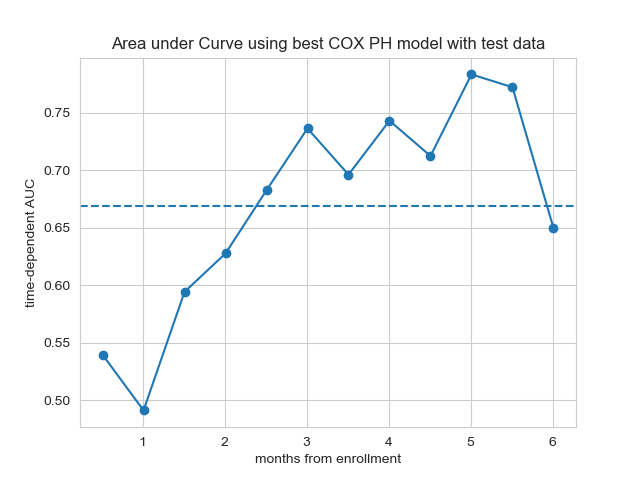 Area under Curve using best COX PH model with test data
time-dependent AUC
0.75
0.70
0.65
0.60
0.55
0.50
1 2 3 4 5 6
months from enrollment